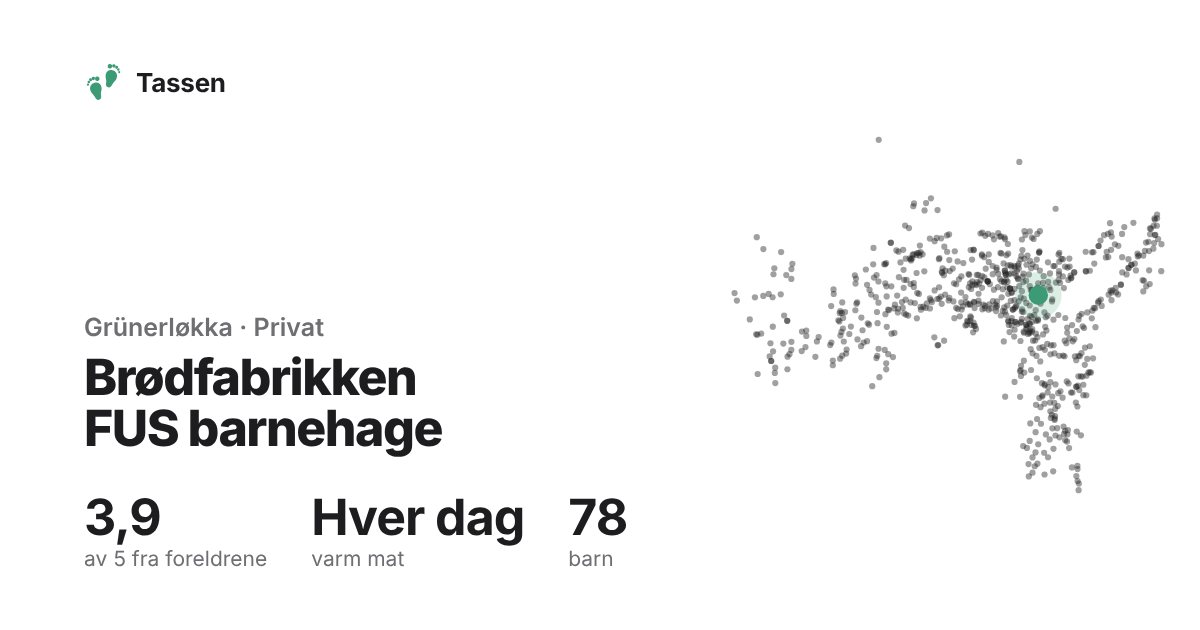 Tassen
Grünerløkka · Privat
Brødfabrikken
FUS barnehage
3,9
av 5 fra foreldrene
Hver dag
varm mat
78
barn